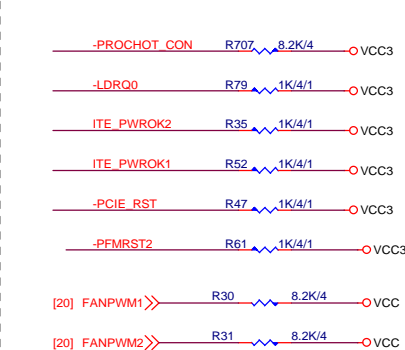 -PROCHOT_CON R707 8.2K/4 VCC3
-LDRQ0 R79 1K/4/1 VCC3
ITE_PWROK2 R35 1K/4/1 VCC3
ITE_PWROK1 R52 1K/4/1 VCC3
-PCIE_RST R47 1K/4/1 VCC3
-PFMRST2 R61 1K/4/1 VCC3
[20] FANPWM1 R30 8.2K/4 VCC
[20] FANPWM2 R31 8.2K/4 VCC